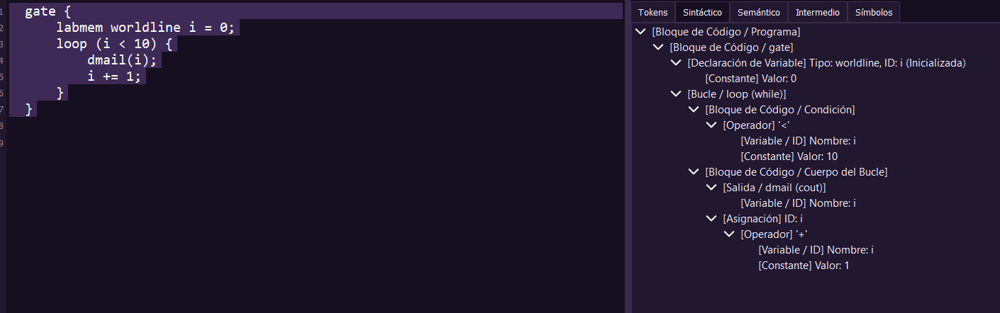 1 gate {
2 labmem worldline i = 0;
3 loop (i < 10) {
4 dmail(i);
5 i += 1;
6 }
7 }
8
9
Tokens Sintáctico Semántico Intermedio Símbolos
[Bloque de Código / Programa]
[Bloque de Código / gate]
[Declaración de Variable] Tipo: worldline, ID: i (Inicializada)
[Constante] Valor: 0
[Bucle / loop (while)]
[Bloque de Código / Condición]
[Operador] '<'
[Variable / ID] Nombre: i
[Constante] Valor: 10
[Bloque de Código / Cuerpo del Bucle]
[Salida / dmail (cout)]
[Variable / ID] Nombre: i
[Asignación] ID: i
[Operador] '+'
[Variable / ID] Nombre: i
[Constante] Valor: 1